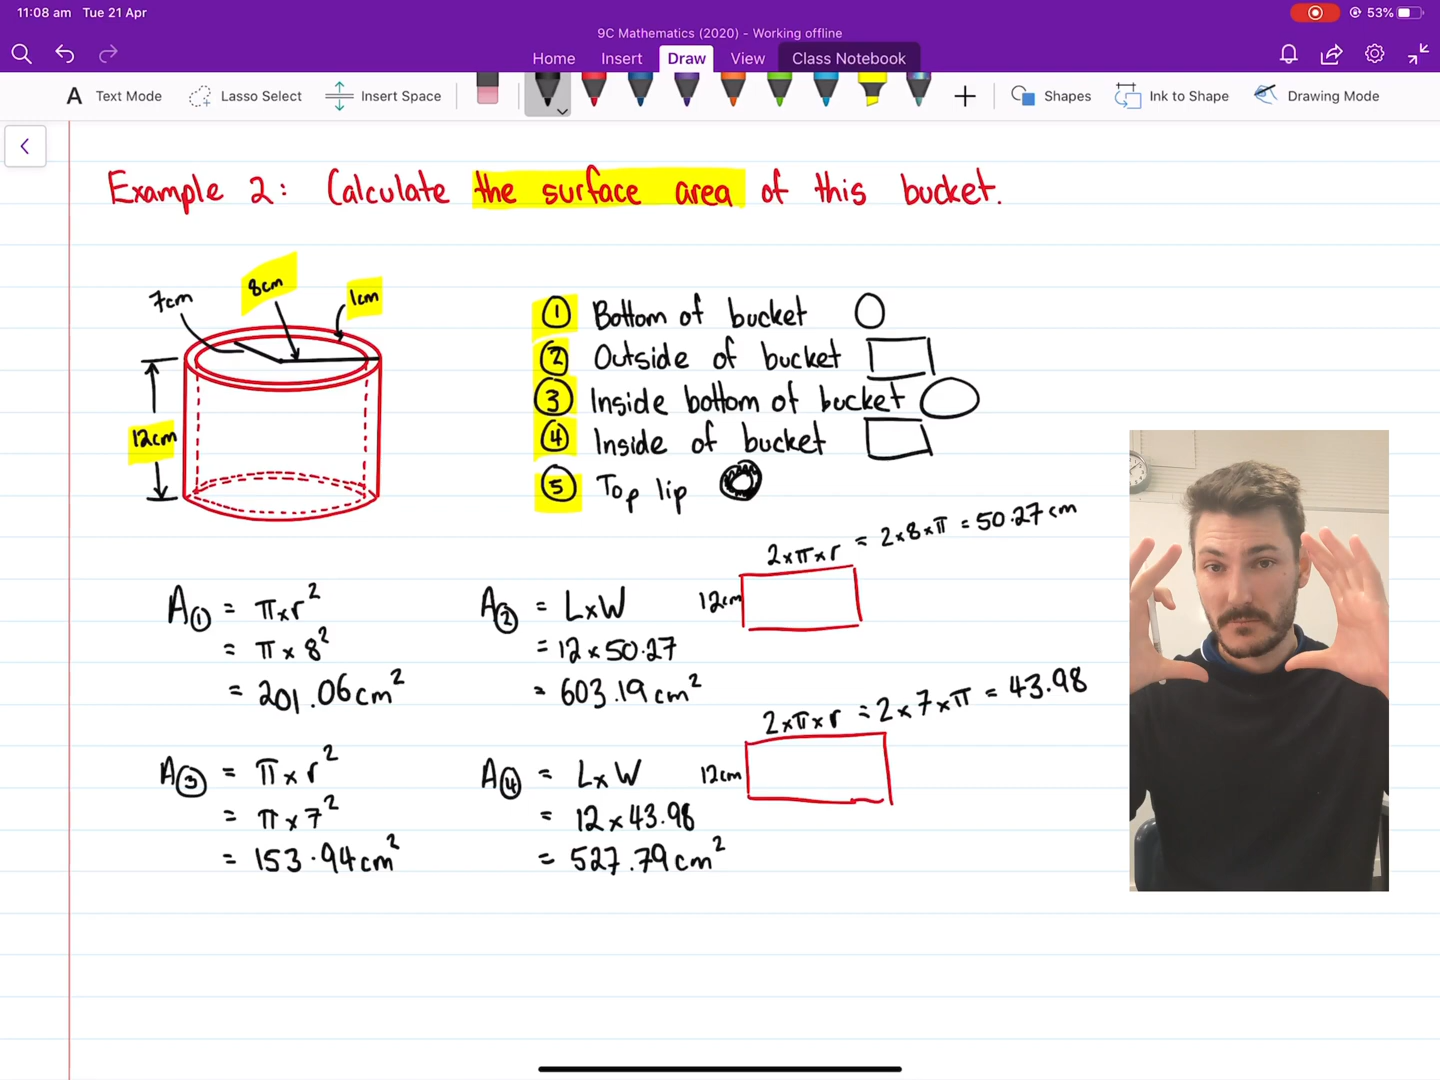 11:08 am Tue 21 Apr
53%
9C Mathematics (2020) - Working offline
Home Insert Draw View Class Notebook
A Text Mode Lasso Select Insert Space Shapes Ink to Shape Drawing Mode
Example 2: Calculate the surface area of this bucket.
7cm
8cm
1cm
12cm
① Bottom of bucket
② Outside of bucket
③ Inside bottom of bucket
④ Inside of bucket
⑤ Top lip
A① = π×r²
= π × 8²
= 201.06cm²
A② = L×W
= 12×50.27
= 603.19cm²
2×π×r = 2×8×π = 50.27cm
12cm
A③ = π×r²
= π×7²
= 153.94cm²
A④ = L×W
= 12×43.98
= 527.79cm²
2×π×r = 2×7×π = 43.98
12cm